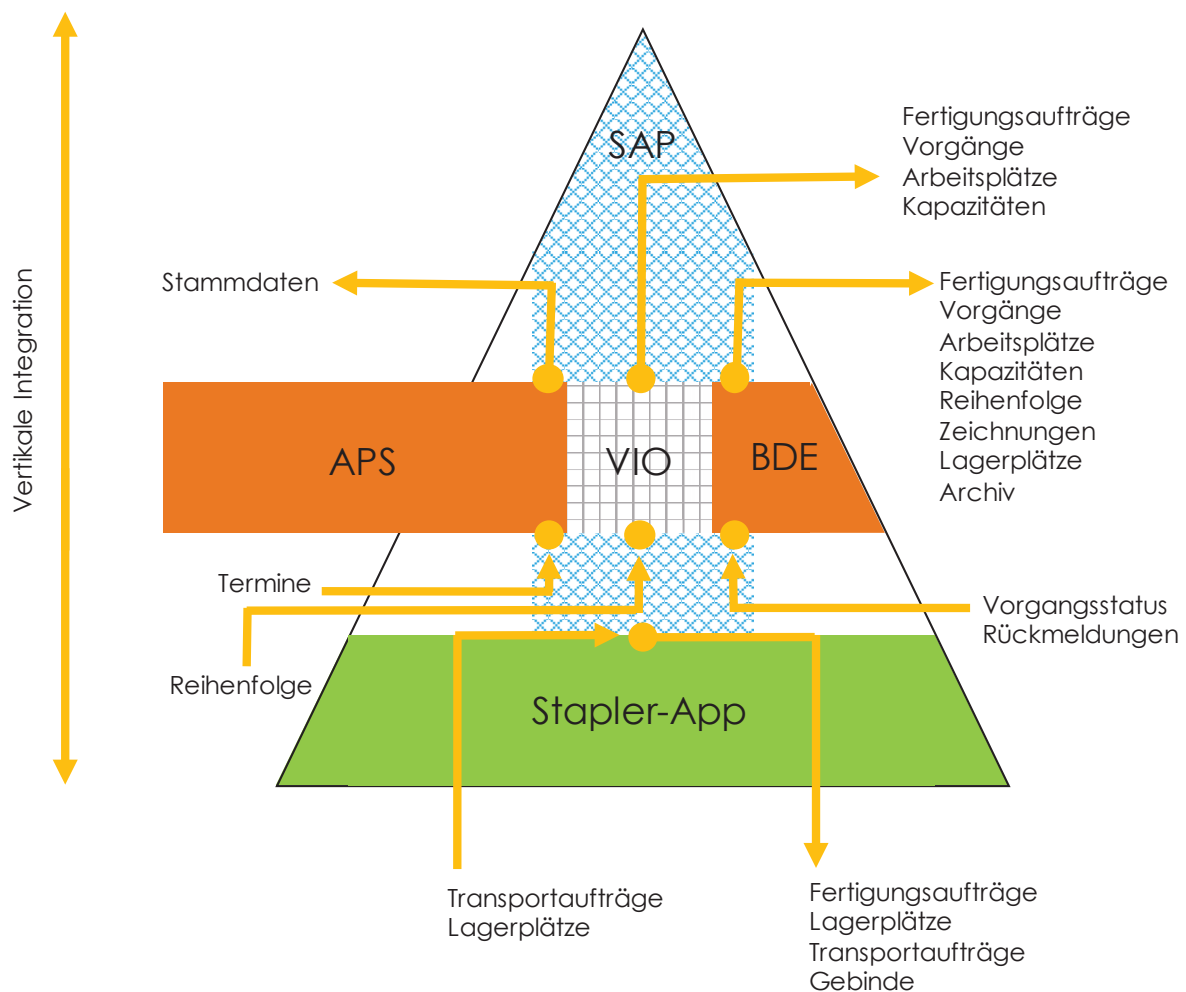 Vertikale Integration
SAP
Fertigungsaufträge
Vorgänge
Arbeitsplätze
Kapazitäten
Stammdaten
Fertigungsaufträge
Vorgänge
Arbeitsplätze
Kapazitäten
Reihenfolge
Zeichnungen
Lagerplätze
Archiv
APS
VIO
BDE
Termine
Reihenfolge
Vorgangsstatus
Rückmeldungen
Stapler-App
Transportaufträge
Lagerplätze
Fertigungsaufträge
Lagerplätze
Transportaufträge
Gebinde